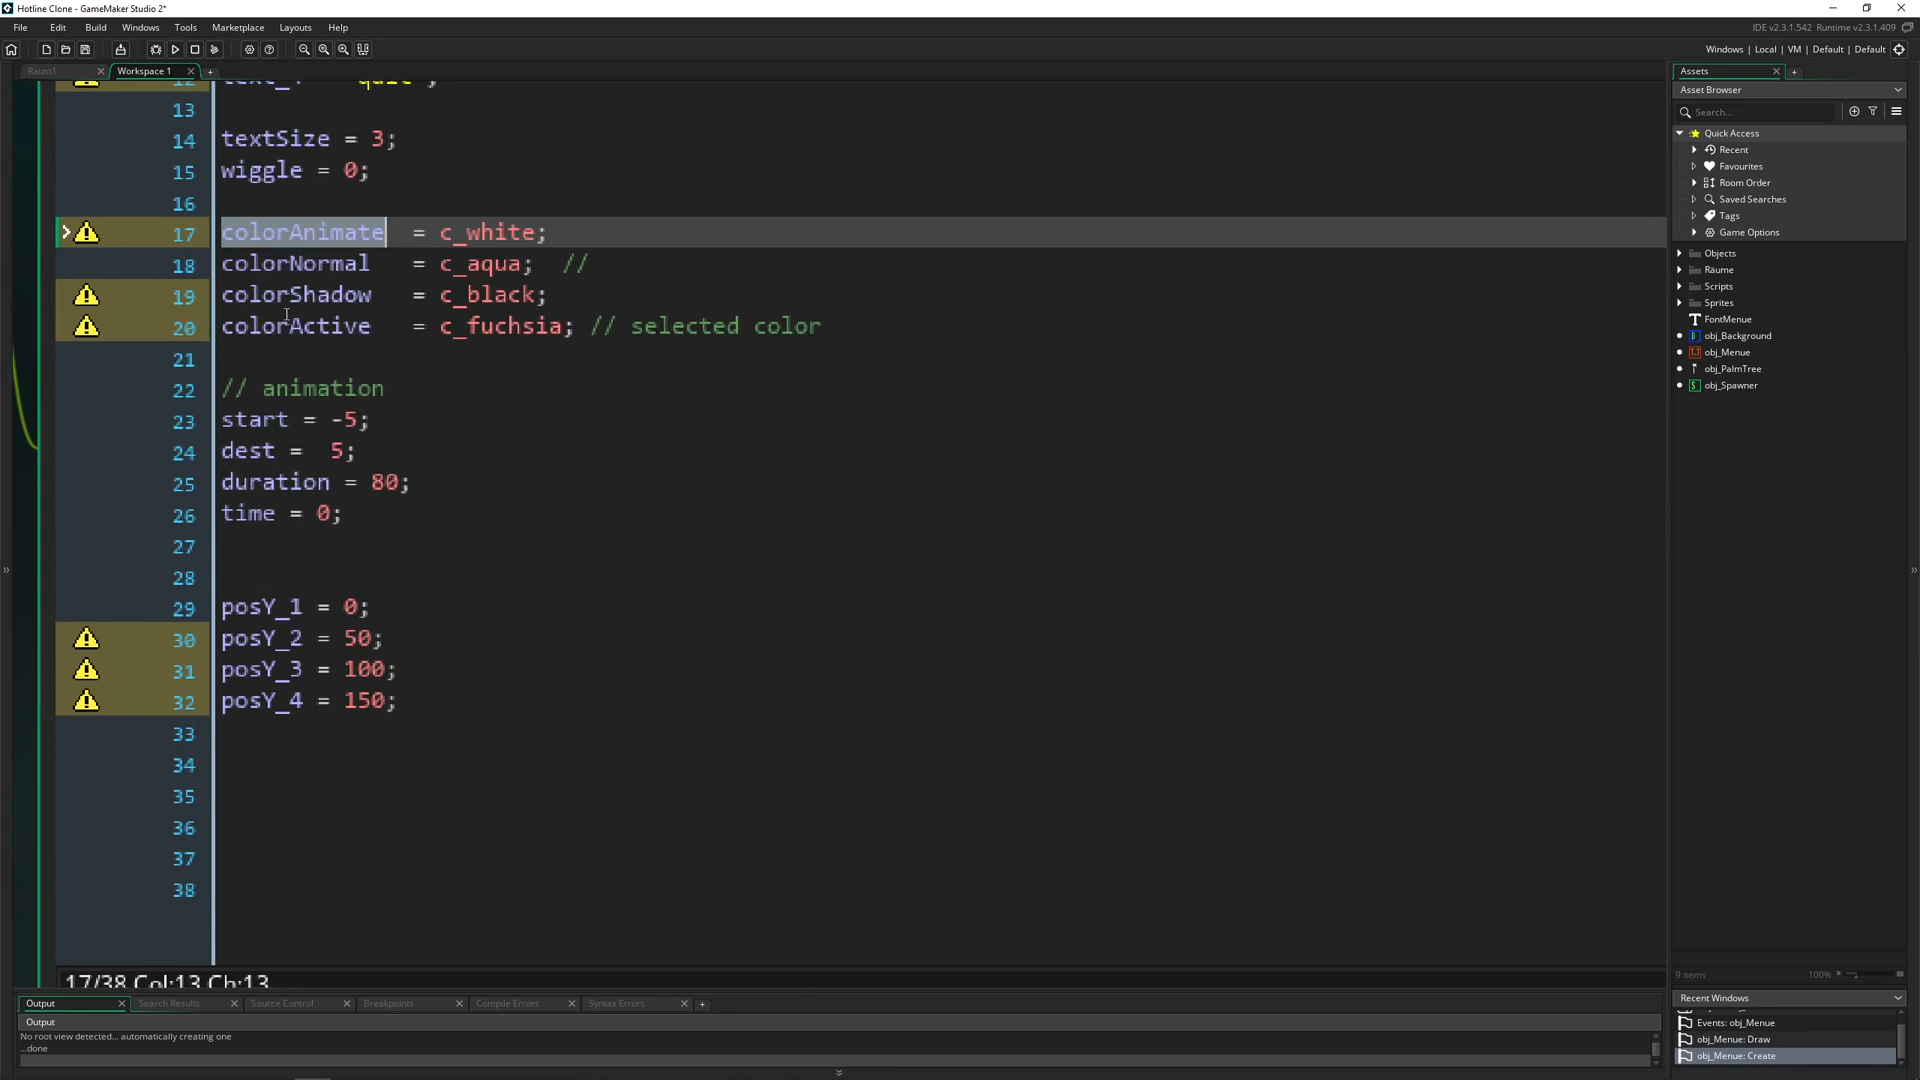 Hotline Clone - GameMaker Studio 2*
File Edit Build Windows Tools Marketplace Layouts Help
IDE v2.3.1.542 Runtime v2.3.1.409
Windows | Local | VM | Default | Default
Raum1
Workspace 1
12
13
14 textSize = 3;
15 wiggle = 0;
16
17 colorAnimate = c_white;
18 colorNormal = c_aqua; //
19 colorShadow = c_black;
20 colorActive = c_fuchsia; // selected color
21
22 // animation
23 start = -5;
24 dest = 5;
25 duration = 80;
26 time = 0;
27
28
29 posY_1 = 0;
30 posY_2 = 50;
31 posY_3 = 100;
32 posY_4 = 150;
33
34
35
36
37
38
17/38 Col:13 Ch:13
Output
Search Results
Source Control
Breakpoints
Compile Errors
Syntax Errors
Output
No root view detected... automatically creating one
...done
Assets
Asset Browser
Search...
Quick Access
Recent
Favourites
Room Order
Saved Searches
Tags
Game Options
Objects
Räume
Scripts
Sprites
FontMenue
obj_Background
obj_Menue
obj_PalmTree
obj_Spawner
9 items 100%
Recent Windows
Events: obj_Menue
obj_Menue: Draw
obj_Menue: Create